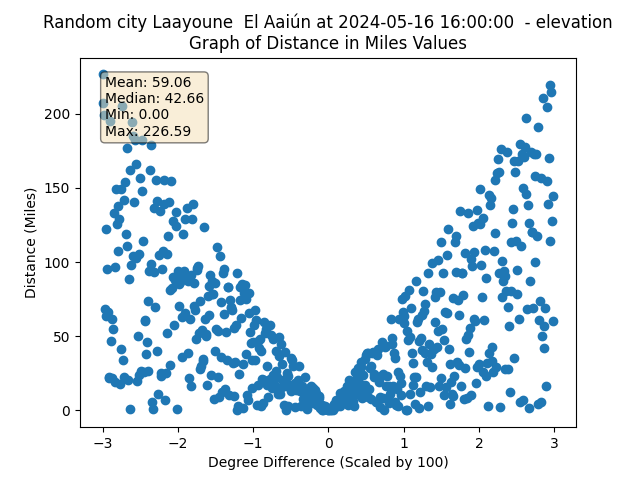 Random city Laayoune  El Aaiún at 2024-05-16 16:00:00  - elevation
Graph of Distance in Miles Values
Mean: 59.06
Median: 42.66
Min: 0.00
Max: 226.59
Distance (Miles)
200
150
100
50
0
−3 −2 −1 0 1 2 3
Degree Difference (Scaled by 100)